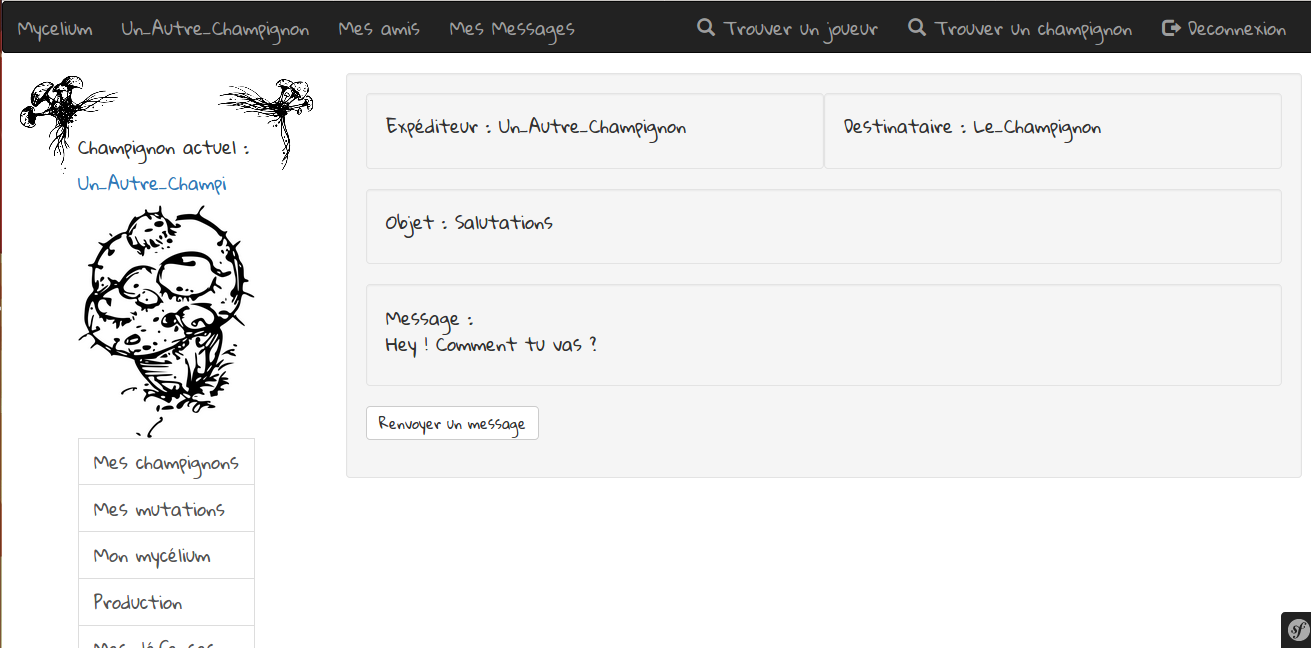 Mycelium Un_Autre_Champignon Mes amis Mes Messages Trouver un joueur Trouver un champignon Deconnexion
Champignon actuel :
Un_Autre_Champi
Mes champignons
Mes mutations
Mon mycélium
Production
Expéditeur : Un_Autre_Champignon
Destinataire : Le_Champignon
Objet : Salutations
Message :
Hey ! Comment tu vas ?
Renvoyer un message
sf